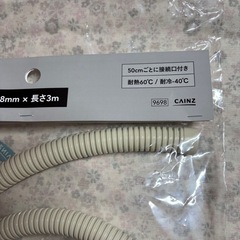 50cmごとに接続口付き
耐熱60℃ / 耐冷-40℃
8mm × 長さ3m
9698 CAINZ